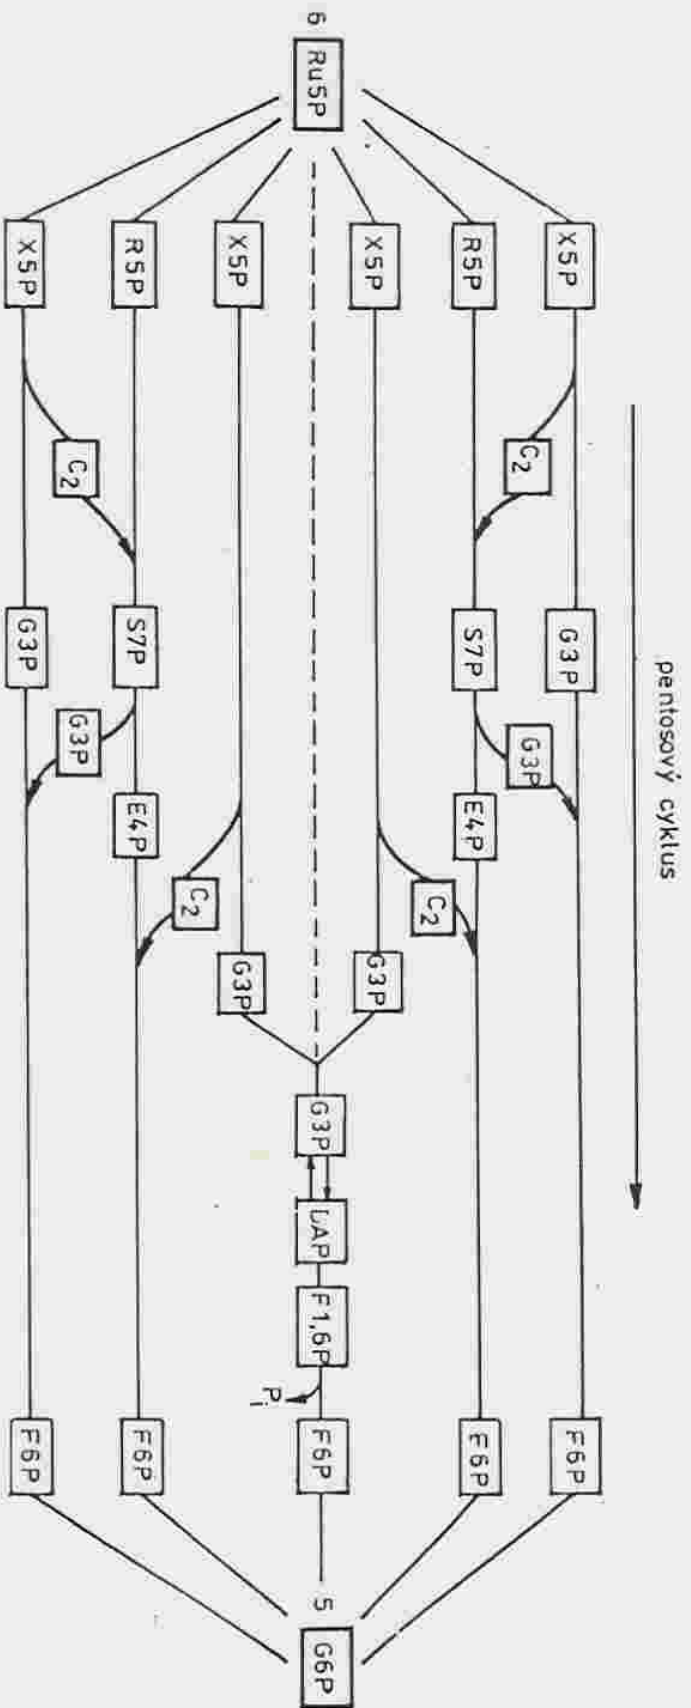 pentosový cyklus
X5P G3P F6P
C₂ G3P
R5P S7P E4P F6P
C₂
X5P G3P
6 Ru5P G3P DAP F1,6P F6P 5 G6P
Pi
X5P G3P
C₂
R5P S7P E4P F6P
C₂ G3P
X5P G3P F6P